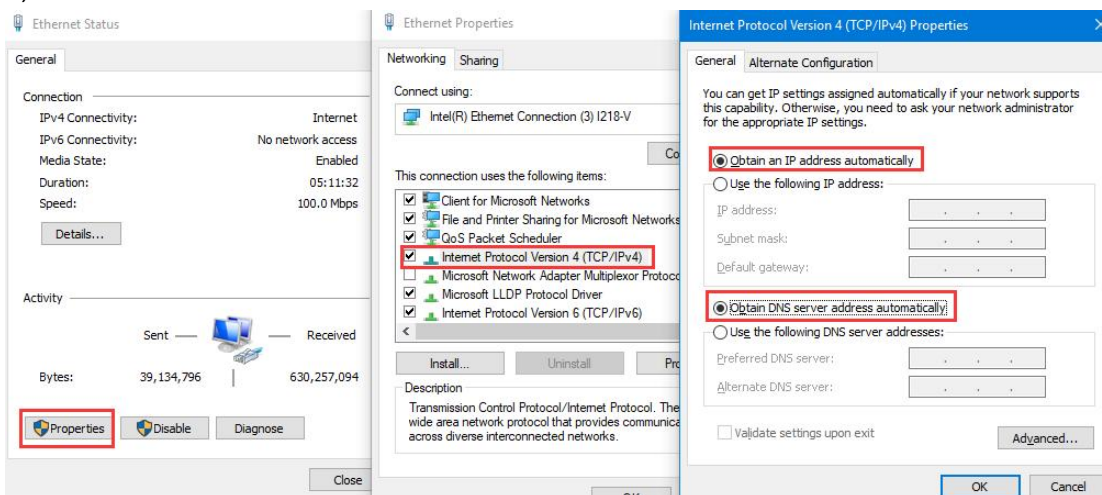 Ethernet Status
General
Connection
IPv4 Connectivity: Internet
IPv6 Connectivity: No network access
Media State: Enabled
Duration: 05:11:32
Speed: 100.0 Mbps
Details...
Activity
Sent — — Received
Bytes: 39,134,796 | 630,257,094
Properties Disable Diagnose
Close
Ethernet Properties
Networking Sharing
Connect using:
Intel(R) Ethernet Connection (3) I218-V
Co
This connection uses the following items:
Client for Microsoft Networks
File and Printer Sharing for Microsoft Networks
QoS Packet Scheduler
Internet Protocol Version 4 (TCP/IPv4)
Microsoft Network Adapter Multiplexor Protoco
Microsoft LLDP Protocol Driver
Internet Protocol Version 6 (TCP/IPv6)
Install... Uninstall Pro
Description
Transmission Control Protocol/Internet Protocol. The
wide area network protocol that provides communica
across diverse interconnected networks.
Internet Protocol Version 4 (TCP/IPv4) Properties
General Alternate Configuration
You can get IP settings assigned automatically if your network supports
this capability. Otherwise, you need to ask your network administrator
for the appropriate IP settings.
Obtain an IP address automatically
Use the following IP address:
IP address:
Subnet mask:
Default gateway:
Obtain DNS server address automatically
Use the following DNS server addresses:
Preferred DNS server:
Alternate DNS server:
Validate settings upon exit
Advanced...
OK Cancel